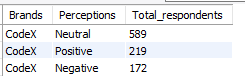 Brands Perceptions Total_respondents
CodeX Neutral 589
CodeX Positive 219
CodeX Negative 172